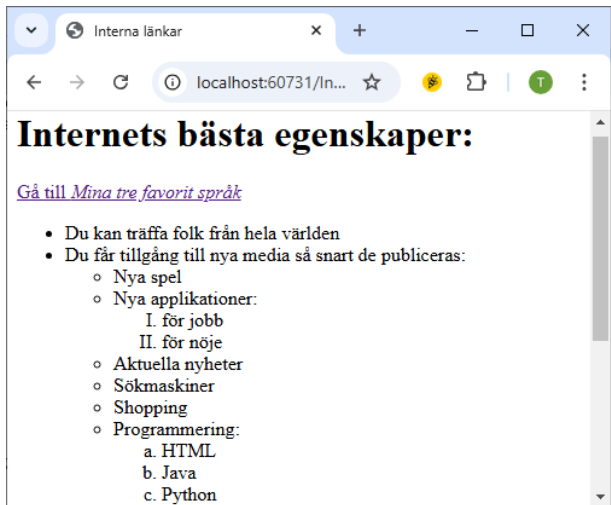 Interna länkar
localhost:60731/In...
T
Internets bästa egenskaper:
Gå till Mina tre favorit språk
Du kan träffa folk från hela världen
Du får tillgång till nya media så snart de publiceras:
Nya spel
Nya applikationer:
I. för jobb
II. för nöje
Aktuella nyheter
Sökmaskiner
Shopping
Programmering:
a. HTML
b. Java
c. Python